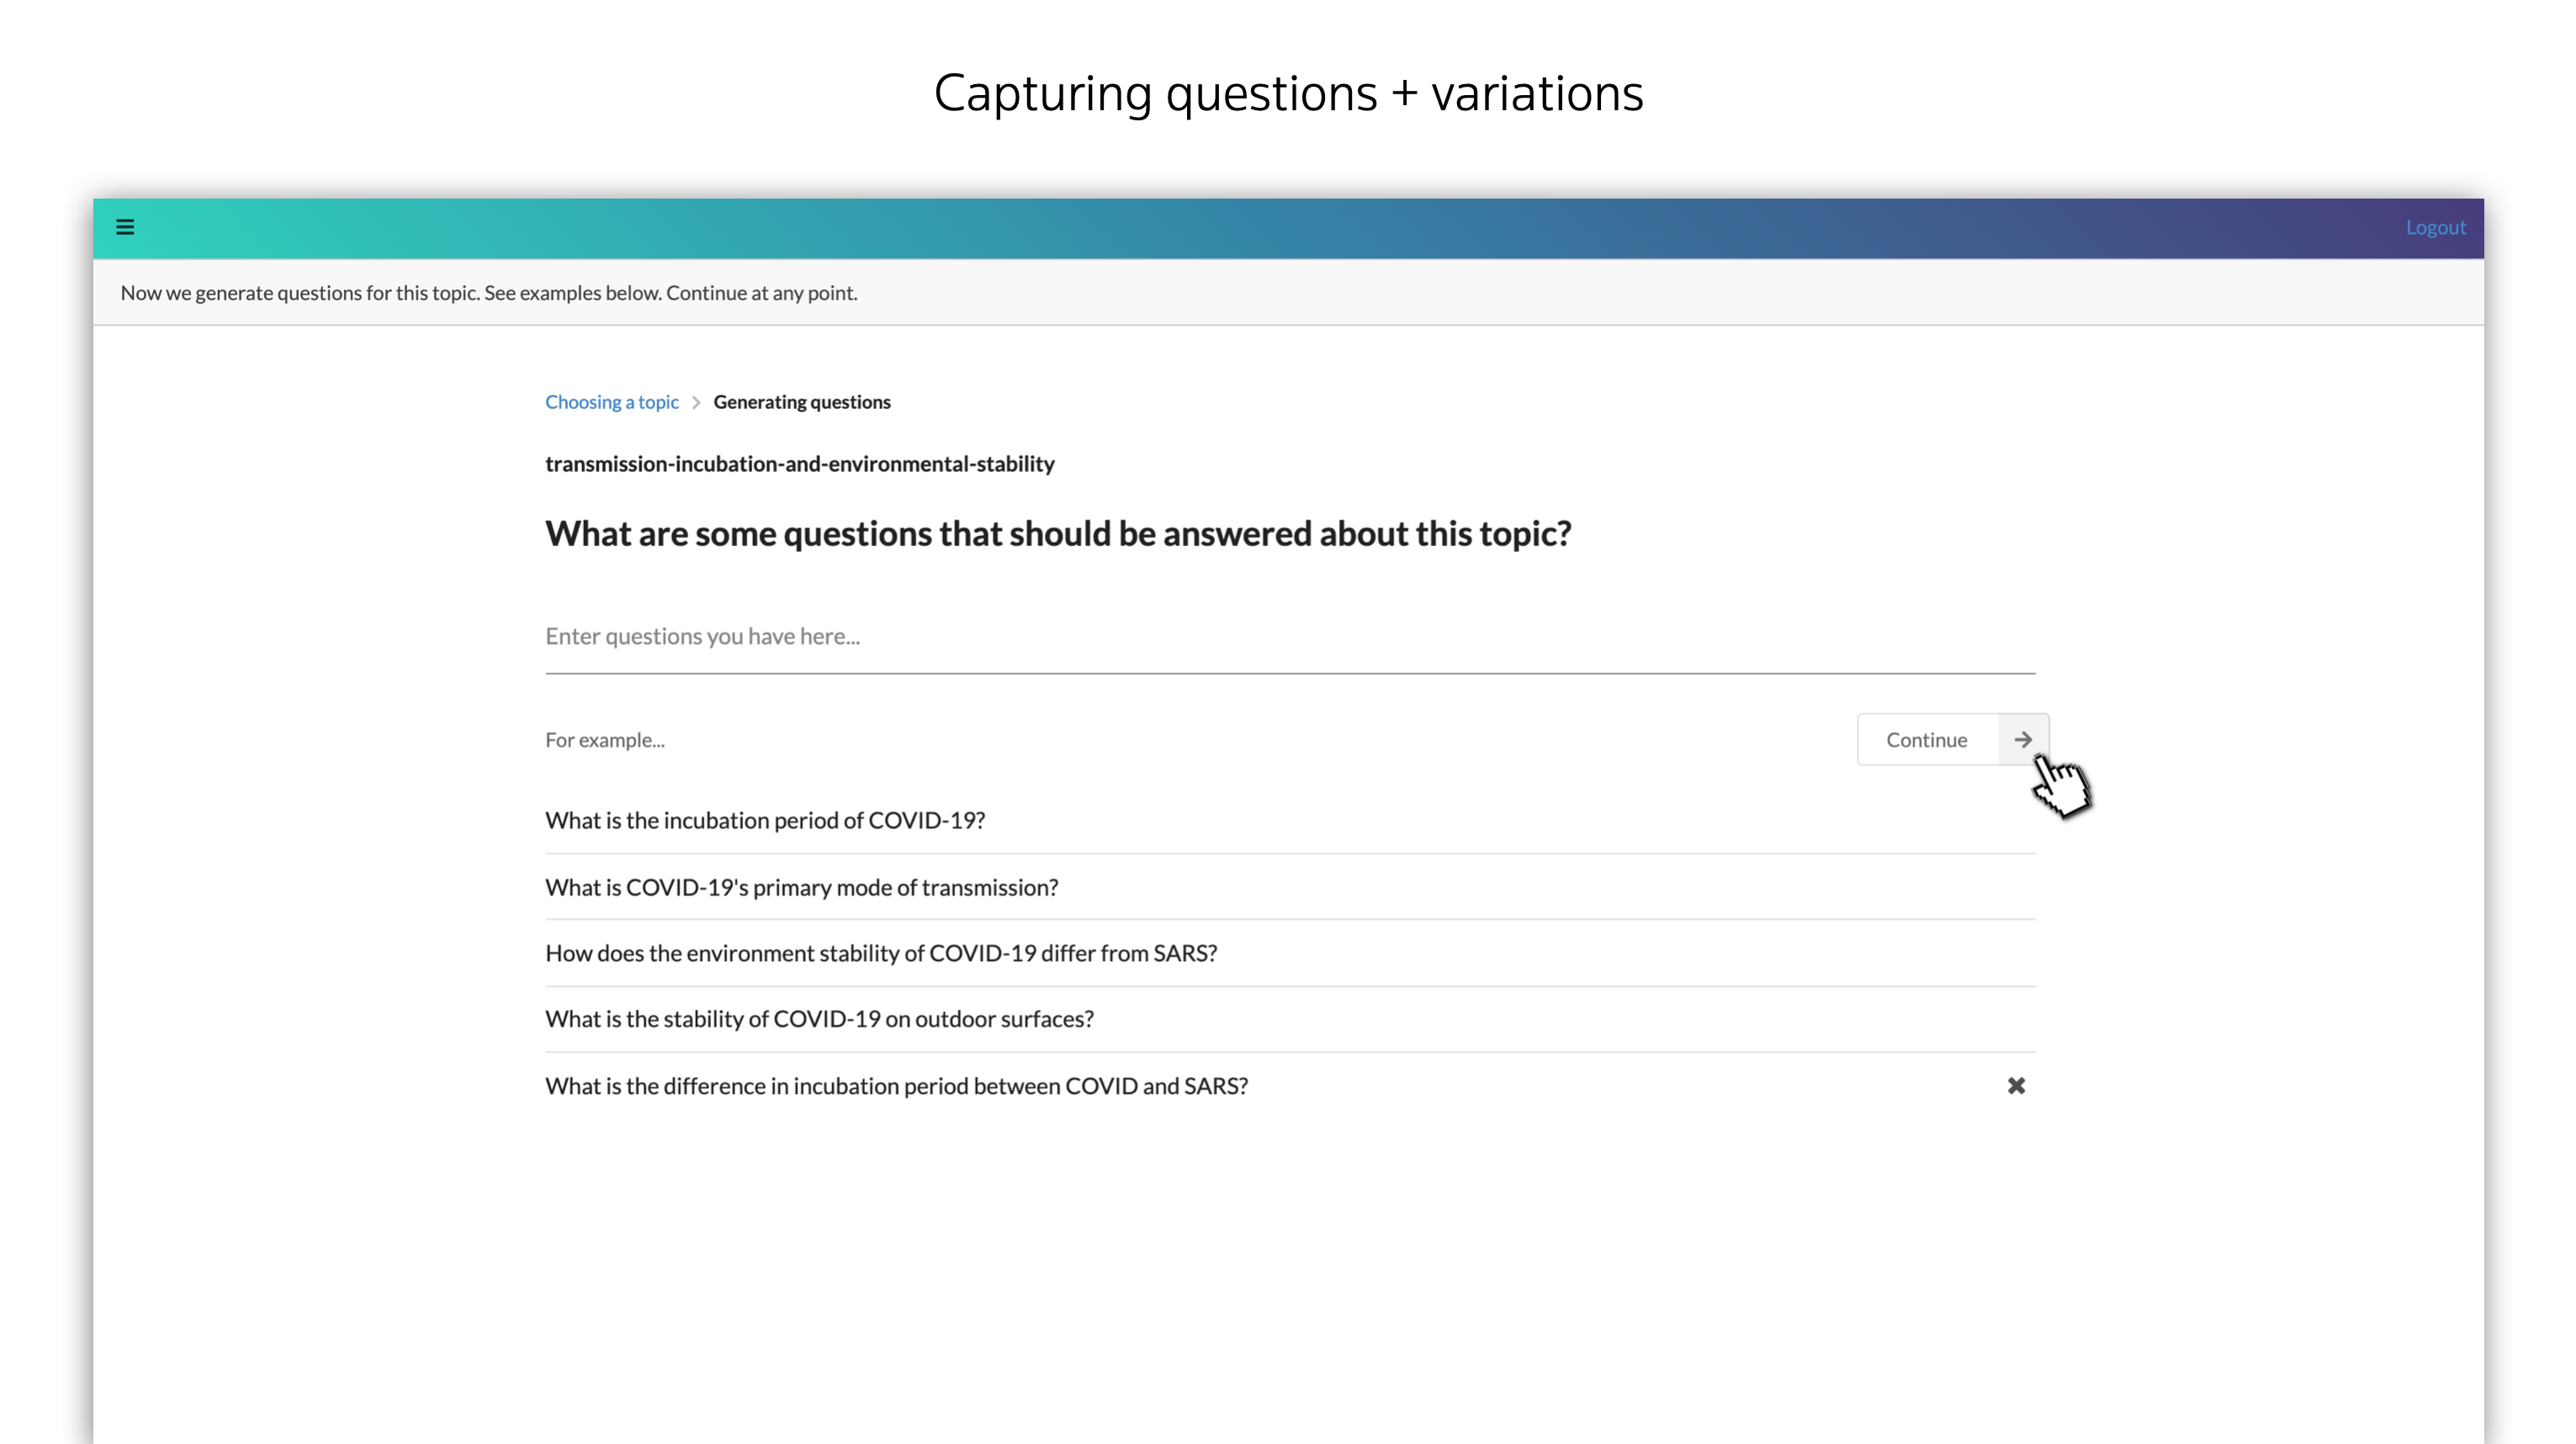 Capturing questions + variations
Logout
Now we generate questions for this topic. See examples below. Continue at any point.
Choosing a topic > Generating questions
transmission-incubation-and-environmental-stability
What are some questions that should be answered about this topic?
Enter questions you have here...
For example...
Continue
What is the incubation period of COVID-19?
What is COVID-19's primary mode of transmission?
How does the environment stability of COVID-19 differ from SARS?
What is the stability of COVID-19 on outdoor surfaces?
What is the difference in incubation period between COVID and SARS?